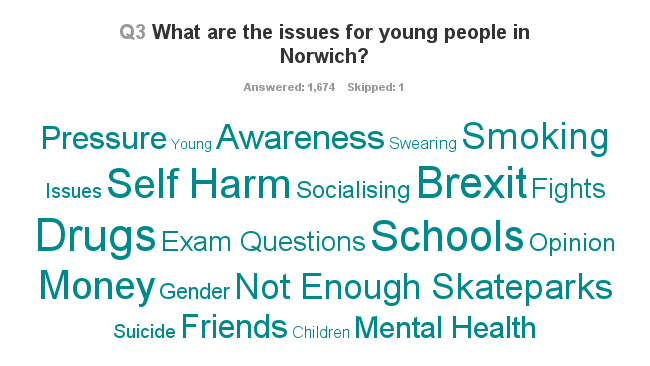 Q3 What are the issues for young people in
Norwich?
Answered: 1,674 Skipped: 1
Pressure Young Awareness Swearing Smoking
Issues Self Harm Socialising Brexit Fights
Drugs Exam Questions Schools Opinion
Money Gender Not Enough Skateparks
Suicide Friends Children Mental Health